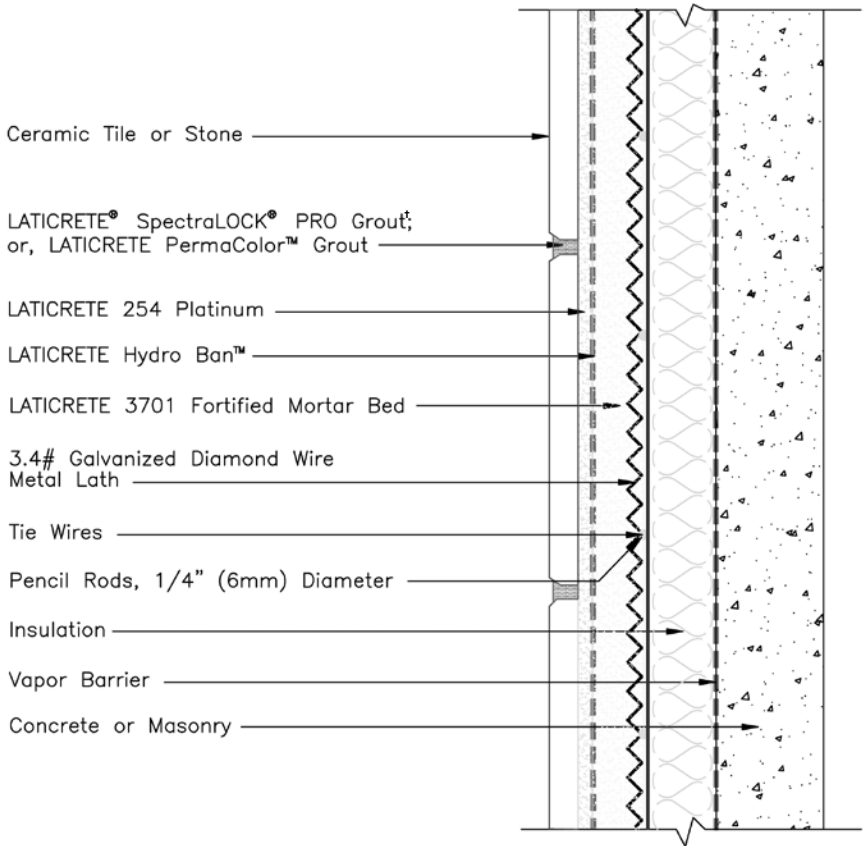 Ceramic Tile or Stone
LATICRETE® SpectraLOCK® PRO Grout†;
or, LATICRETE PermaColor™ Grout
LATICRETE 254 Platinum
LATICRETE Hydro Ban™
LATICRETE 3701 Fortified Mortar Bed
3.4# Galvanized Diamond Wire
Metal Lath
Tie Wires
Pencil Rods, 1/4" (6mm) Diameter
Insulation
Vapor Barrier
Concrete or Masonry